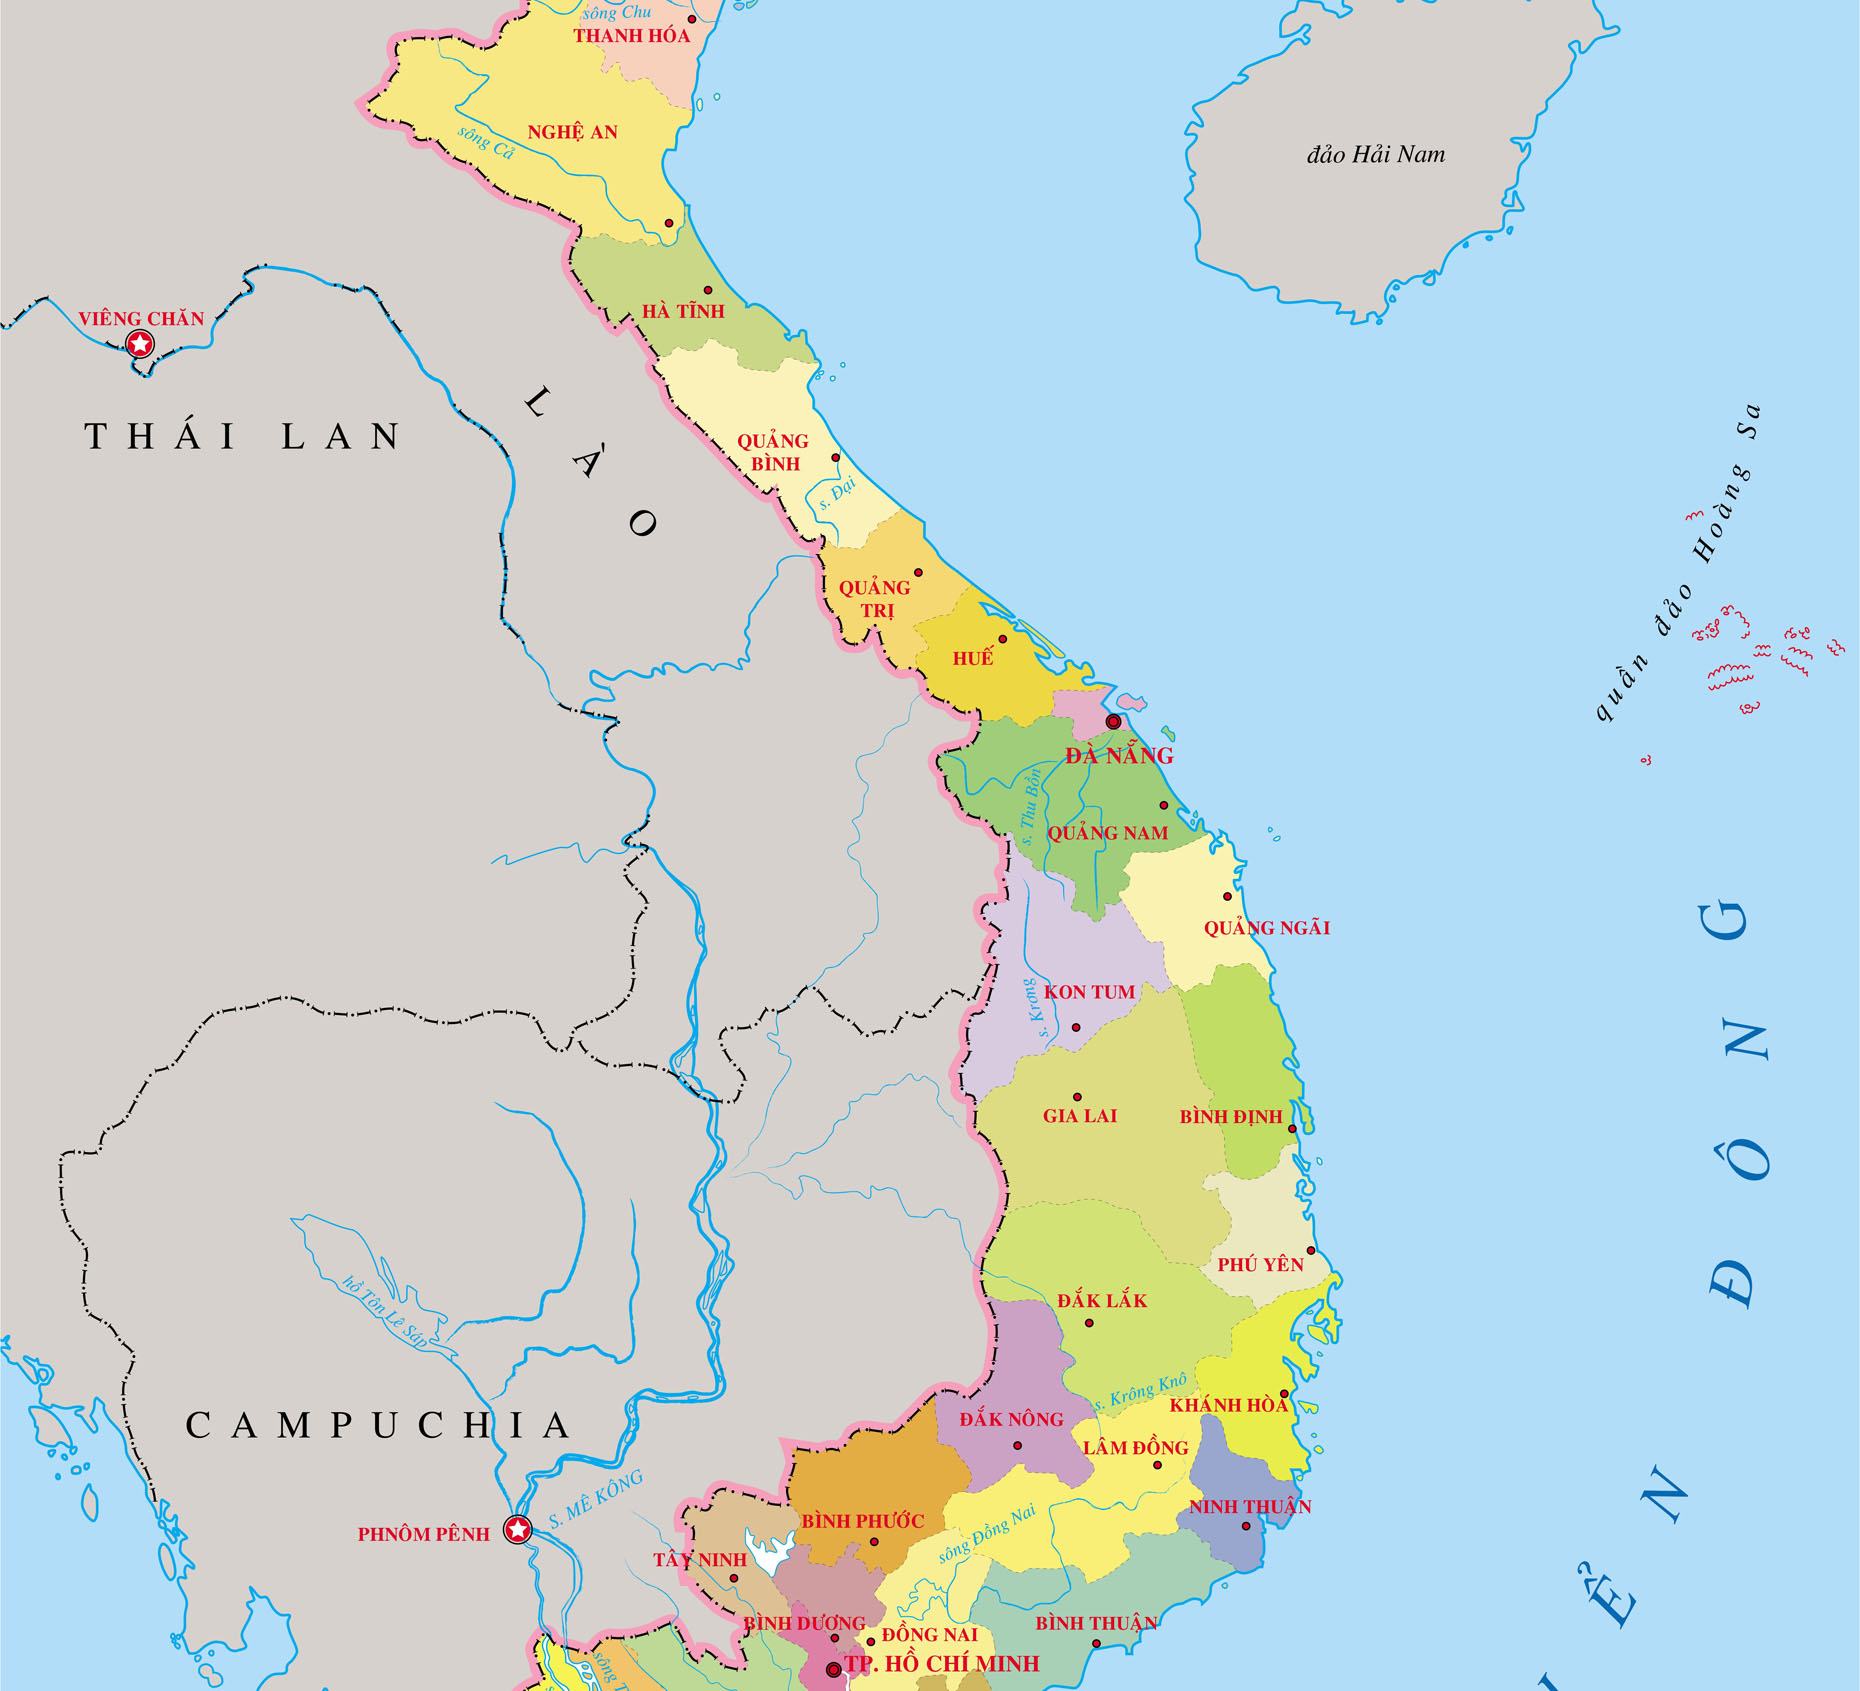 sông Chu
THANH HÓA
NGHỆ AN
sông Cả
đảo Hải Nam
HÀ TĨNH
VIÊNG CHĂN
THÁI LAN
LÀO
QUẢNG
BÌNH
s. Đại
quần đảo Hoàng Sa
QUẢNG
TRỊ
HUẾ
ĐÀ NẴNG
s. Thu Bồn
QUẢNG NAM
QUẢNG NGÃI
KON TUM
s. Krông
GIA LAI
BÌNH ĐỊNH
PHÚ YÊN
hồ Tôn Lê Sáp
ĐẮK LẮK
s. Krông Knô
KHÁNH HÒA
CAMPUCHIA
ĐẮK NÔNG
LÂM ĐỒNG
S. MÊ KÔNG
NINH THUẬN
PHNÔM PÊNH
BÌNH PHƯỚC
sông Đồng Nai
TÂY NINH
BÌNH DƯƠNG
ĐỒNG NAI
BÌNH THUẬN
TP. HỒ CHÍ MINH
sông
ỂN ĐÔNG